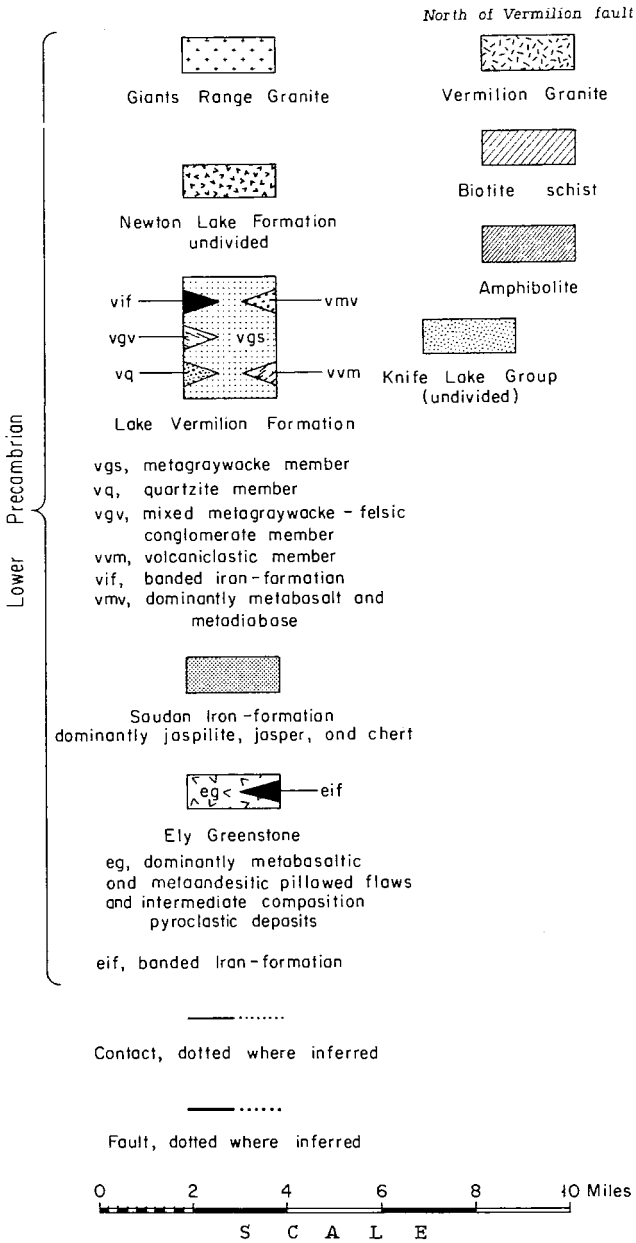 North of Vermilion fault
Giants Range Granite
Vermilion Granite
Biotite schist
Newton Lake Formation
undivided
Amphibolite
vif
vmv
vgv
vgs
vq
vvm
Knife Lake Group
(undivided)
Lake Vermilion Formation
vgs, metagraywacke member
vq, quartzite member
vgv, mixed metagraywacke - felsic
conglomerate member
vvm, volcaniclastic member
vif, banded iron-formation
vmv, dominantly metabasalt and
metadiabase
Lower Precambrian
Soudan Iron-formation
dominantly jaspilite, jasper, and chert
eg
eif
Ely Greenstone
eg, dominantly metabasaltic
and metaandesitic pillowed flows
and intermediate composition
pyroclastic deposits
eif, banded Iran-formation
Contact, dotted where inferred
Fault, dotted where inferred
0 2 4 6 8 10 Miles
SCALE